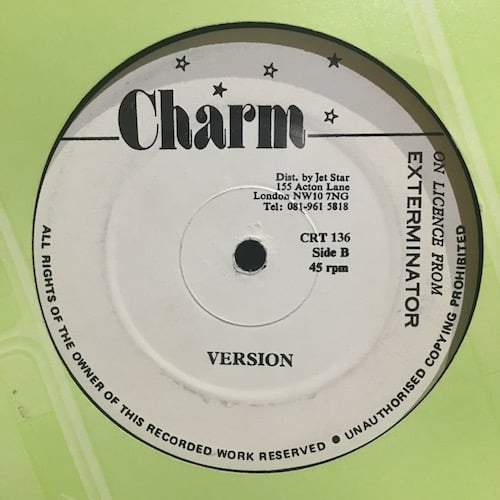 Charm
Dist. by Jet Star
155 Acton Lane
London NW10 7NG
Tel: 081-961 5818
CRT 136
Side B
45 rpm
ON LICENCE FROM
EXTERMINATOR
VERSION
ALL RIGHTS OF THE OWNER OF THIS RECORDED WORK RESERVED ● UNAUTHORISED COPYING PROHIBITED